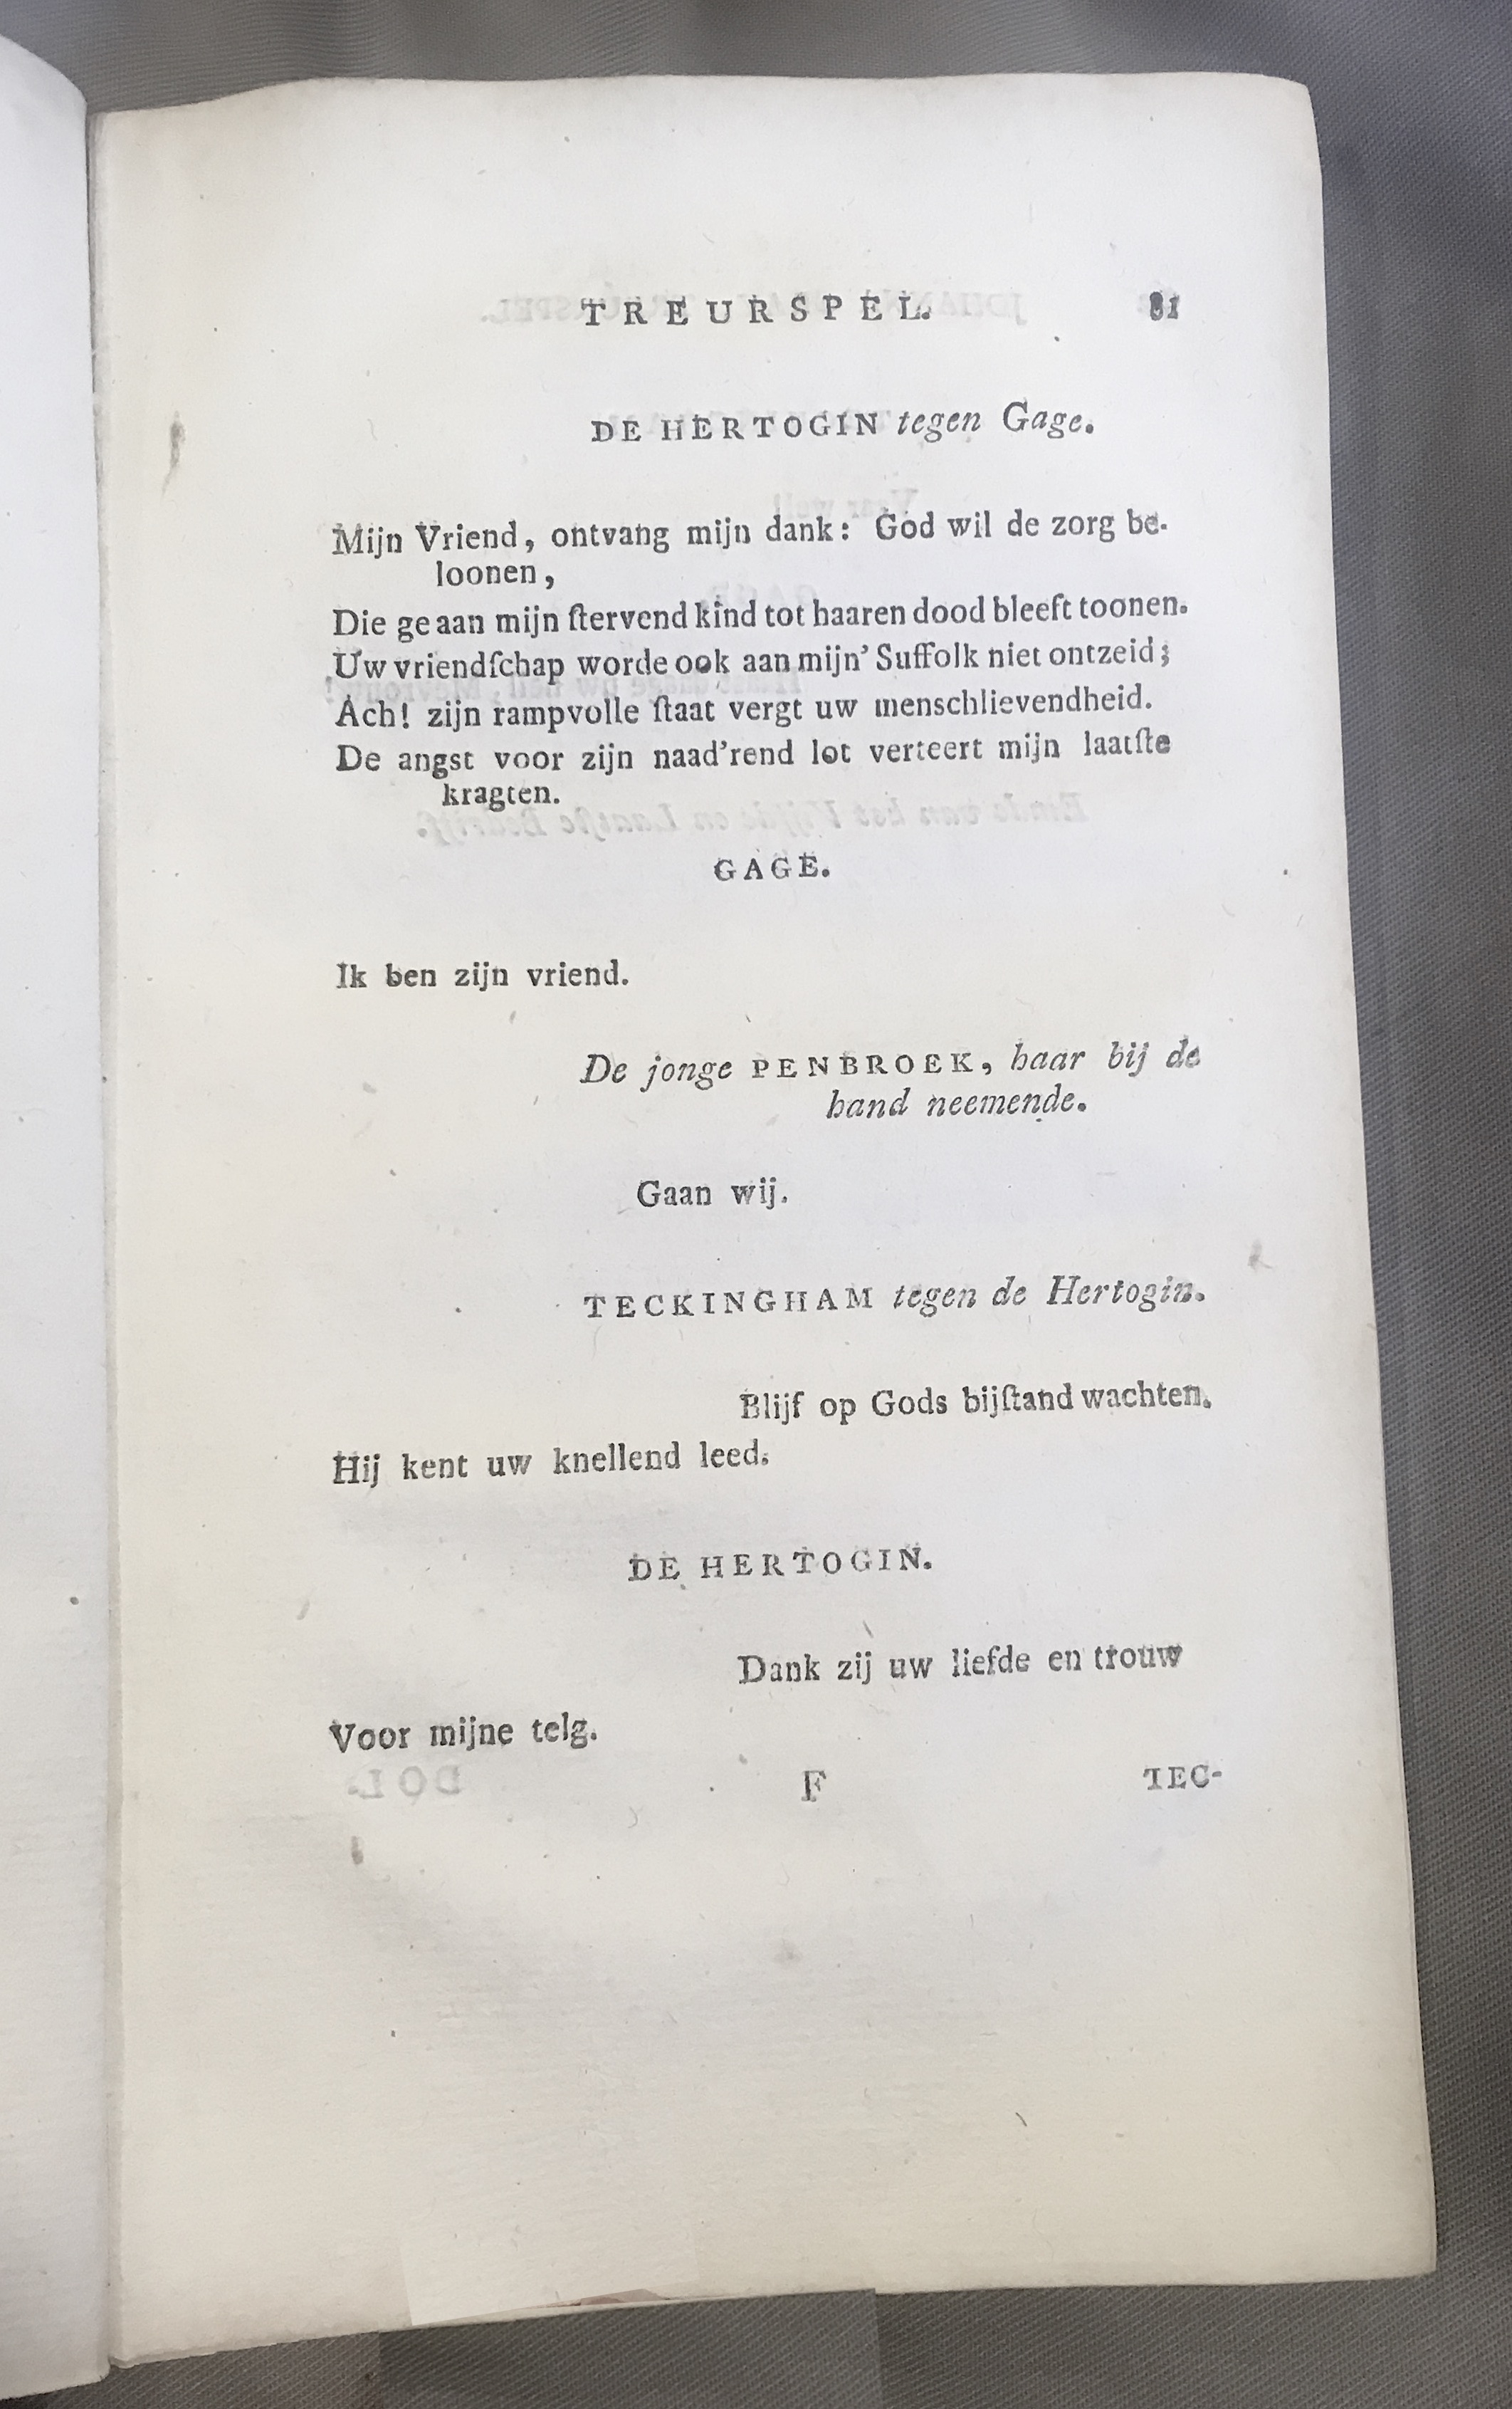 TREURSPEL. 81
DE HERTOGIN tegen Gage.
Mijn Vriend, ontvang mijn dank: God wil de zorg be-
loonen,
Die ge aan mijn ſtervend kind tot haaren dood bleeft toonen.
Uw vriendſchap worde ook aan mijn' Suffolk niet ontzeid;
Ach! zijn rampvolle ſtaat vergt uw menschlievendheid.
De angst voor zijn naad'rend lot verteert mijn laatſte
kragten.
GAGE.
Ik ben zijn vriend.
De jonge PENBROEK, haar bij de
hand neemende.
Gaan wij.
TECKINGHAM tegen de Hertogin.
Blijf op Gods bijſtand wachten.
Hij kent uw knellend leed.
DE HERTOGIN.
Dank zij uw liefde en trouw
Voor mijne telg.
F TEC-